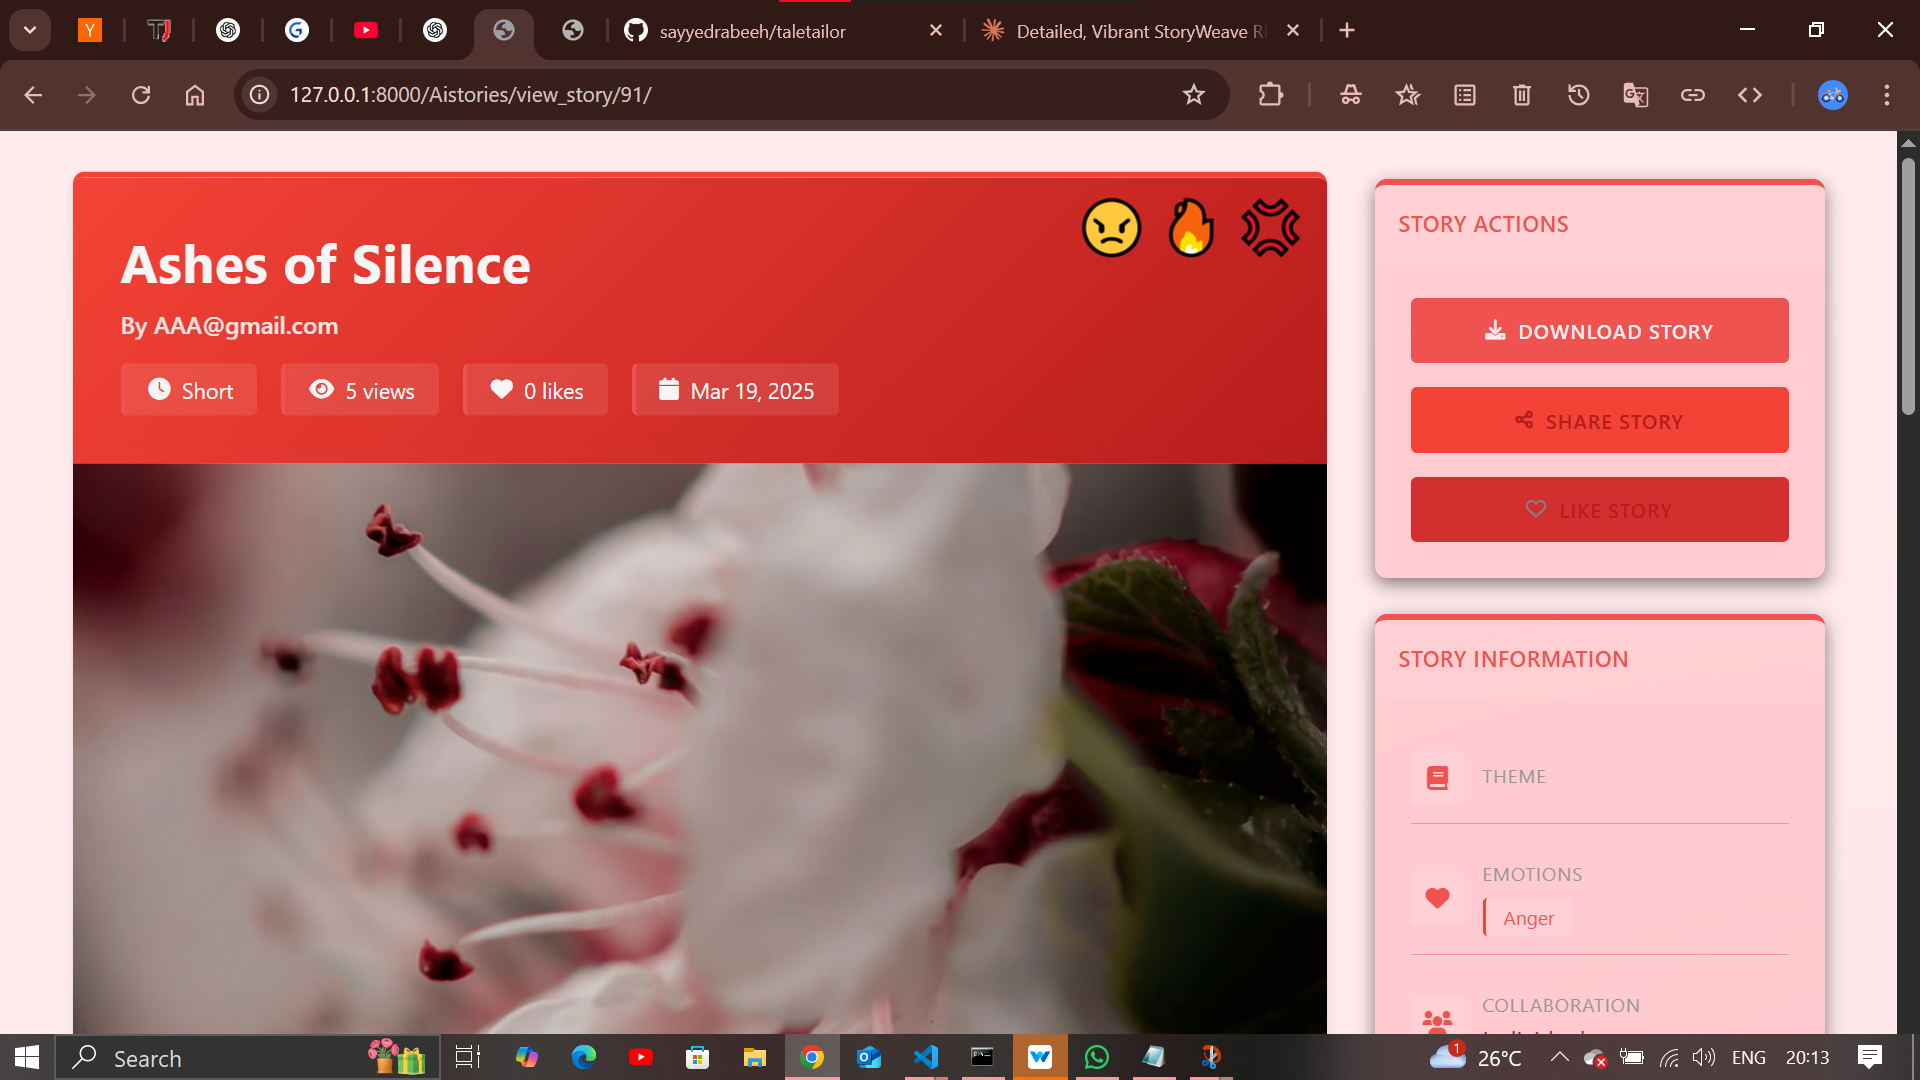 sayyedrabeeh/taletailor
Detailed, Vibrant StoryWeave
127.0.0.1:8000/Aistories/view_story/91/
Ashes of Silence
By AAA@gmail.com
Short
5 views
0 likes
Mar 19, 2025
STORY ACTIONS
DOWNLOAD STORY
SHARE STORY
LIKE STORY
STORY INFORMATION
THEME
EMOTIONS
Anger
COLLABORATION
Search
1
26°C
ENG
20:13